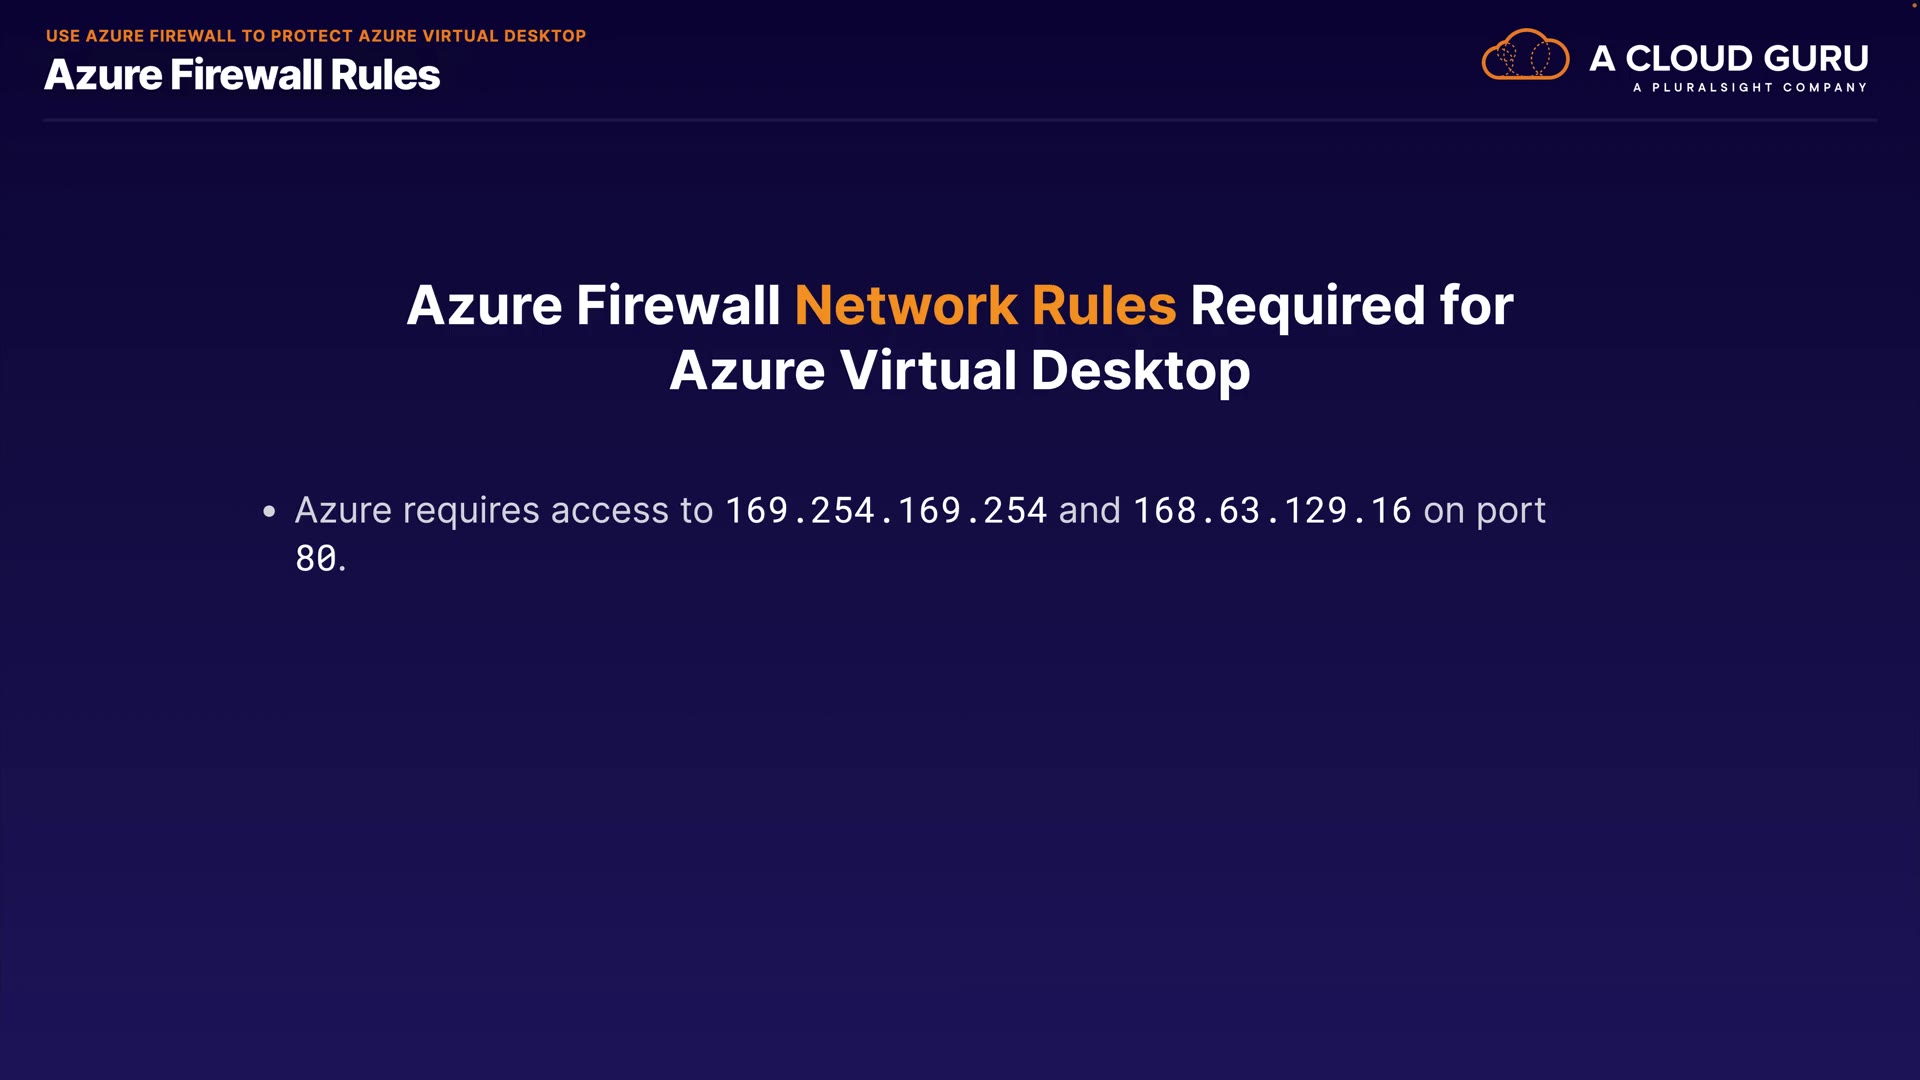 USE AZURE FIREWALL TO PROTECT AZURE VIRTUAL DESKTOP
Azure Firewall Rules
A CLOUD GURU
A PLURALSIGHT COMPANY
Azure Firewall Network Rules Required for
Azure Virtual Desktop
• Azure requires access to 169.254.169.254 and 168.63.129.16 on port
80.